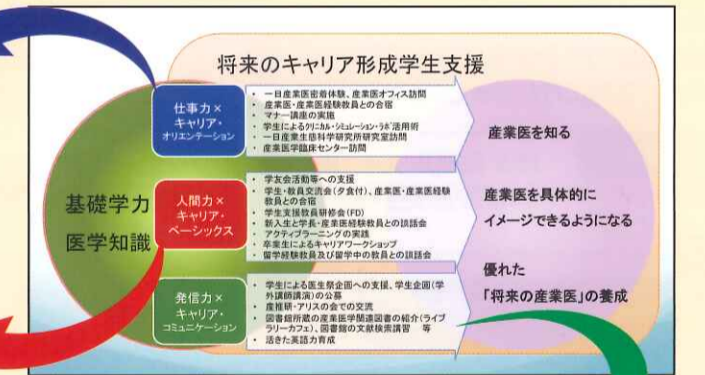 将来のキャリア形成学生支援
基礎学力
医学知識
仕事力×
キャリア・
オリエンテーション
・ 一日産業医密着体験、産業医オフィス訪問
・ 産業医・産業医経験教員との合宿
・ マナー講座の実施
・ 学生によるクリニカル・シミュレーション・ラボ活用術
・ 一日産業生態科学研究所研究室訪問
・ 産業医学臨床センター訪問
人間力×
キャリア・
ベーシックス
・ 学友会活動等への支援
・ 学生・教員交流会(夕食付)、産業医・産業医経験
教員との合宿
・ 学生支援教員研修会(FD)
・ 新入生と学長・産業医経験教員との談話会
・ アクティブラーニングの実践
・ 卒業生によるキャリアワークショップ
・ 留学経験教員及び留学中の教員との談話会
発信力×
キャリア・
コミュニケーション
・ 学生による医生祭企画への支援、学生企画(学
外講師講演)の公募
・ 産推研・アリスの会での交流
・ 図書館所蔵の産業医学関連図書の紹介(ライブ
ラリーカフェ)、図書館の文献検索講習 等
・ 活きた英語力育成
産業医を知る
産業医を具体的に
イメージできるようになる
優れた
「将来の産業医」の養成